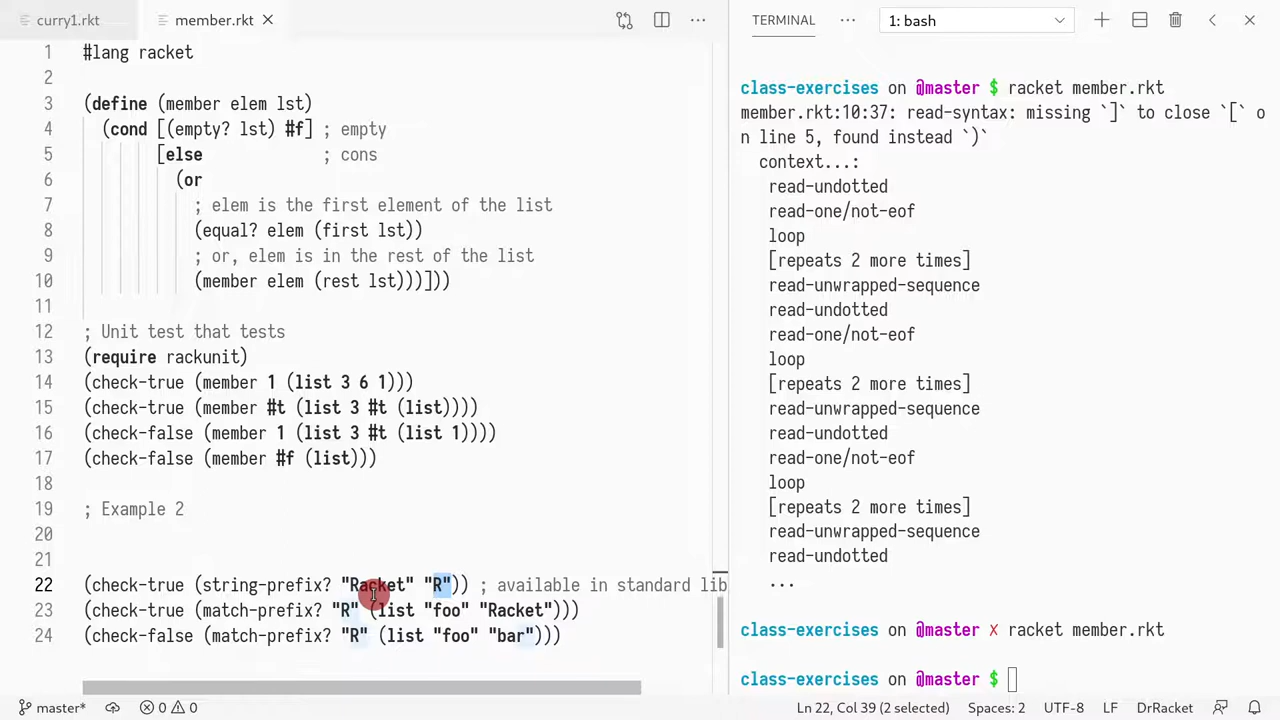 curry1.rkt
member.rkt
TERMINAL
1: bash
1 #lang racket
2
3 (define (member elem lst)
4 (cond [(empty? lst) #f] ; empty
5 [else ; cons
6 (or
7 ; elem is the first element of the list
8 (equal? elem (first lst))
9 ; or, elem is in the rest of the list
10 (member elem (rest lst)))]))
11
12 ; Unit test that tests
13 (require rackunit)
14 (check-true (member 1 (list 3 6 1)))
15 (check-true (member #t (list 3 #t (list))))
16 (check-false (member 1 (list 3 #t (list 1))))
17 (check-false (member #f (list)))
18
19 ; Example 2
20
21
22 (check-true (string-prefix? "Racket" "R")) ; available in standard lib
23 (check-true (match-prefix? "R" (list "foo" "Racket")))
24 (check-false (match-prefix? "R" (list "foo" "bar")))
class-exercises on @master $ racket member.rkt
member.rkt:10:37: read-syntax: missing `]` to close `[` o
n line 5, found instead `)`
context...:
read-undotted
read-one/not-eof
loop
[repeats 2 more times]
read-unwrapped-sequence
read-undotted
read-one/not-eof
loop
[repeats 2 more times]
read-unwrapped-sequence
read-undotted
read-one/not-eof
loop
[repeats 2 more times]
read-unwrapped-sequence
read-undotted
...
class-exercises on @master X racket member.rkt
class-exercises on @master $
master* 0 0 Ln 22, Col 39 (2 selected) Spaces: 2 UTF-8 LF DrRacket